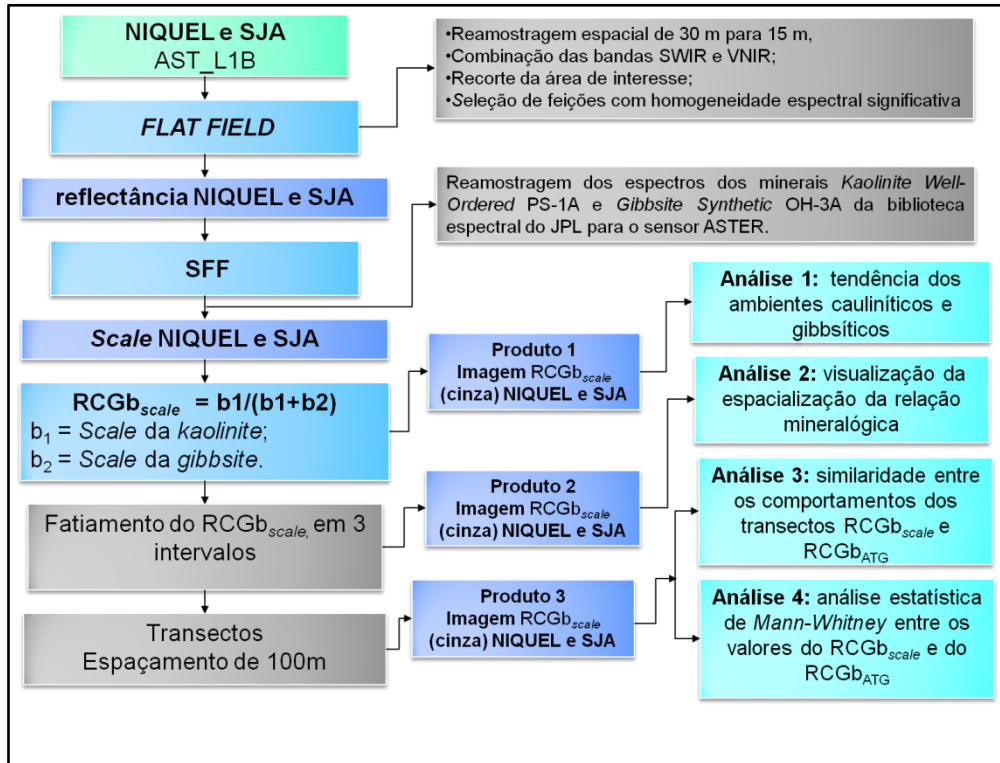 NIQUEL e SJA
AST_L1B
•Reamostragem espacial de 30 m para 15 m,
•Combinação das bandas SWIR e VNIR;
•Recorte da área de interesse;
•Seleção de feições com homogeneidade espectral significativa
FLAT FIELD
reflectância NIQUEL e SJA
Reamostragem dos espectros dos minerais Kaolinite Well-
Ordered PS-1A e Gibbsite Synthetic OH-3A da biblioteca
espectral do JPL para o sensor ASTER.
SFF
Scale NIQUEL e SJA
RCGbscale = b1/(b1+b2)
b1 = Scale da kaolinite;
b2 = Scale da gibbsite.
Fatiamento do RCGbscale, em 3
intervalos
Transectos
Espaçamento de 100m
Produto 1
Imagem RCGbscale
(cinza) NIQUEL e SJA
Produto 2
Imagem RCGbscale
(cinza) NIQUEL e SJA
Produto 3
Imagem RCGbscale
(cinza) NIQUEL e SJA
Análise 1: tendência dos
ambientes cauliníticos e
gibbsíticos
Análise 2: visualização da
espacialização da relação
mineralógica
Análise 3: similaridade entre
os comportamentos dos
transectos RCGbscale e
RCGbATG
Análise 4: análise estatística
de Mann-Whitney entre os
valores do RCGbscale e do
RCGbATG